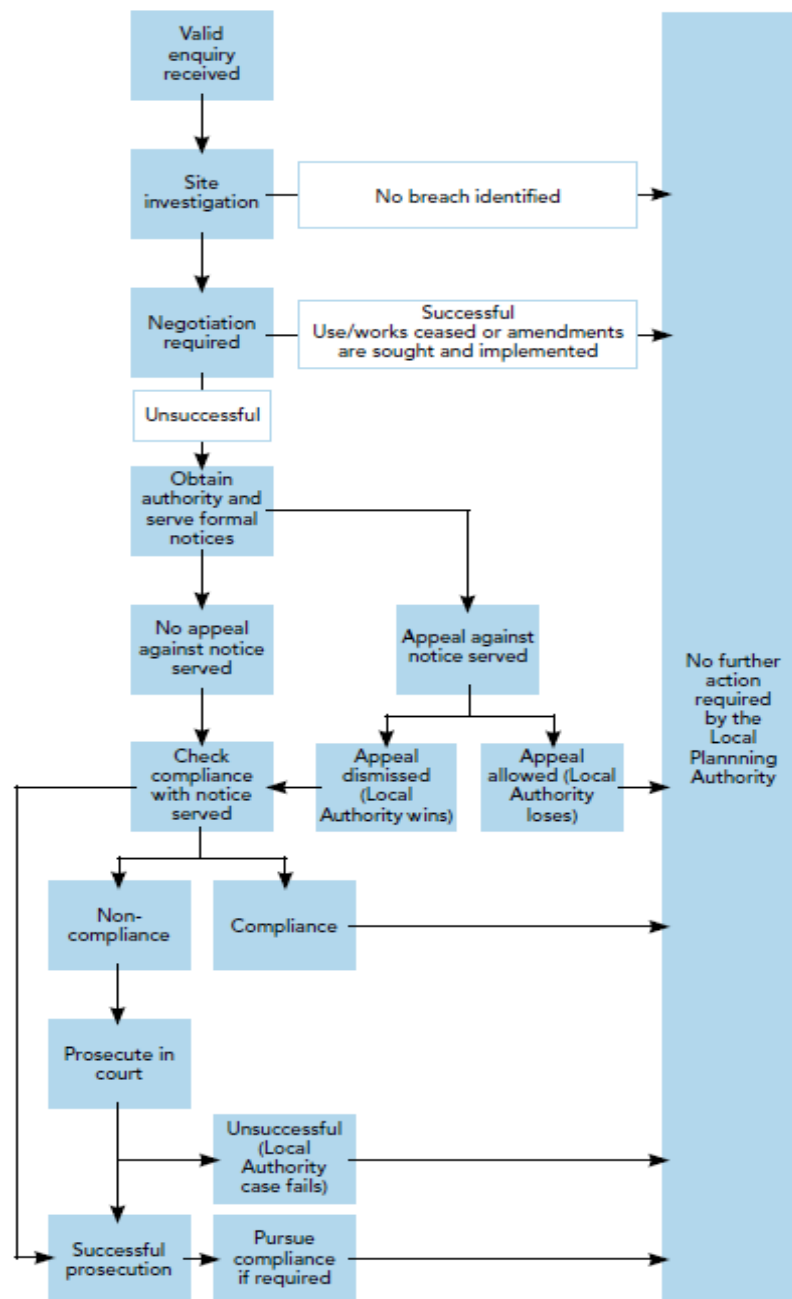 Valid
enquiry
received
Site
investigation
No breach identified
Negotiation
required
Successful
Use/works ceased or amendments
are sought and implemented
Unsuccessful
Obtain
authority and
serve formal
notices
No appeal
against notice
served
Appeal against
notice served
Check
compliance
with notice
served
Appeal
dismissed
(Local
Authority wins)
Appeal
allowed (Local
Authority
loses)
Non-
compliance
Compliance
Prosecute in
court
Unsuccessful
(Local
Authority
case fails)
Successful
prosecution
Pursue
compliance
if required
No further
action
required
by the
Local
Plannning
Authority